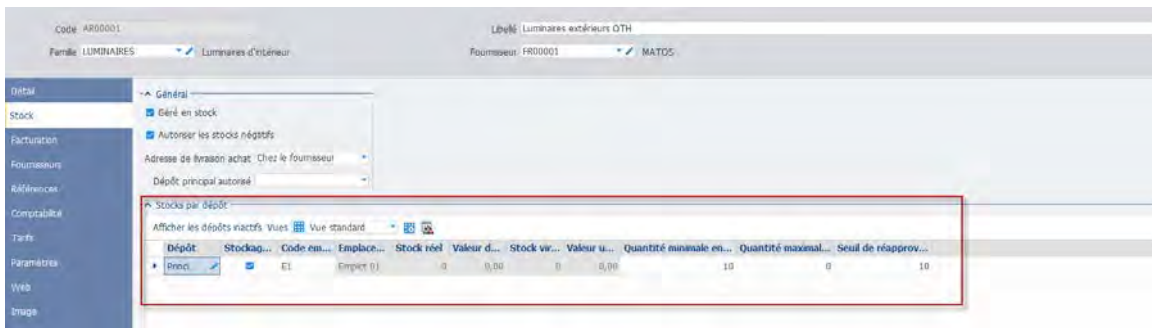 Code AR00001 Libellé Luminaires extérieurs OTH
Famille LUMINAIRES Luminaires d'intérieur Fournisseur FR00001 MATOS
Détail
Stock
Facturation
Fournisseurs
Références
Comptabilité
Tarifs
Paramètres
Web
Image
Général
Géré en stock
Autoriser les stocks négatifs
Adresse de livraison achat Chez le fournisseur
Dépôt principal autorisé
Stocks par dépôt
Afficher les dépôts inactifs Vues Vue standard
Dépôt Stockag... Code em... Emplace... Stock réel Valeur d... Stock vir... Valeur u... Quantité minimale en... Quantité maximal... Seuil de réapprov...
Princi... E1 Emplct 01 0 0,00 0 0,00 10 0 10